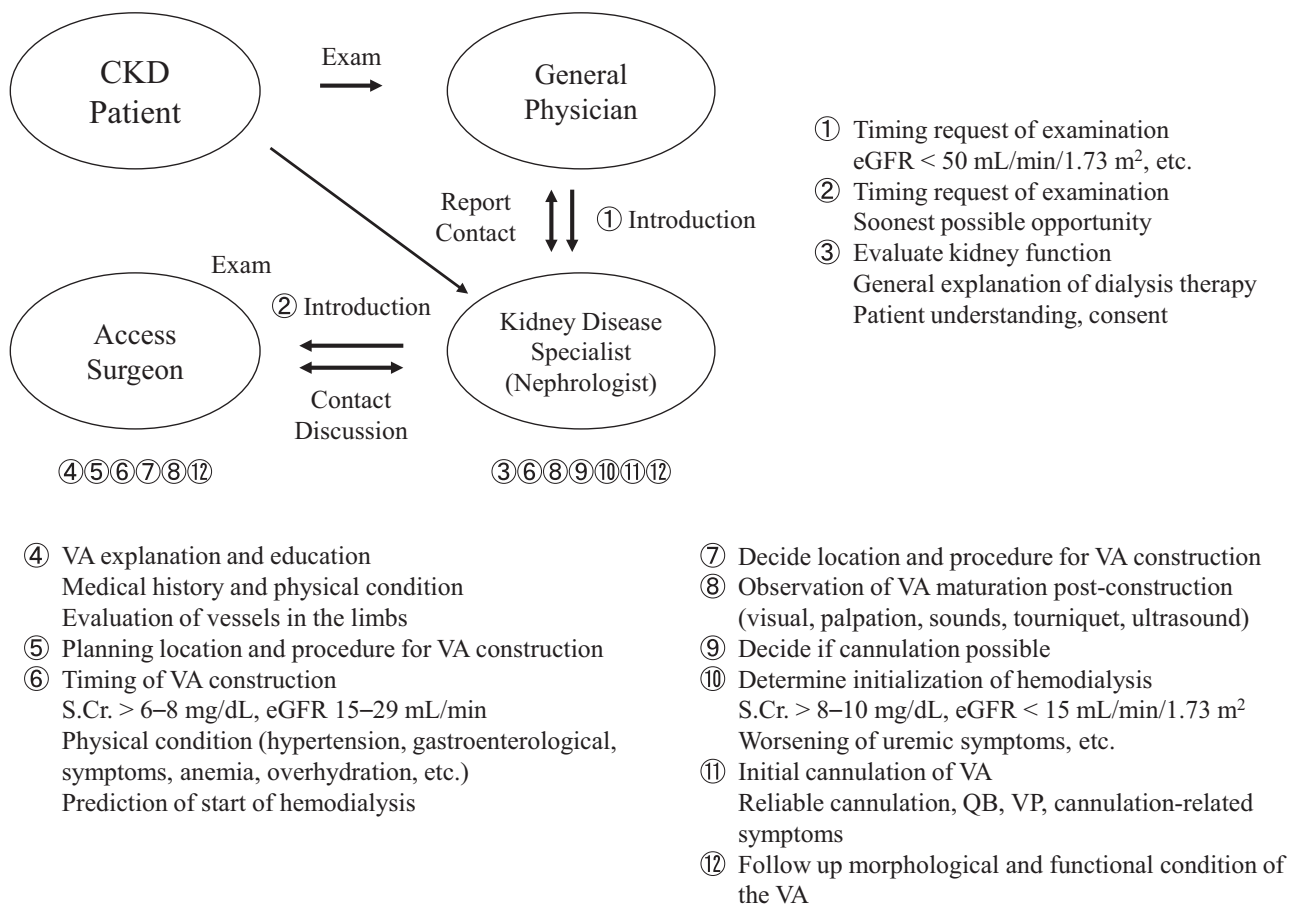 CKD
Patient
Exam
General
Physician
① Timing request of examination
eGFR < 50 mL/min/1.73 m², etc.
② Timing request of examination
Soonest possible opportunity
③ Evaluate kidney function
General explanation of dialysis therapy
Patient understanding, consent
Report
Contact
① Introduction
Exam
② Introduction
Access
Surgeon
Kidney Disease
Specialist
(Nephrologist)
Contact
Discussion
④⑤⑥⑦⑧⑫
③⑥⑧⑨⑩⑪⑫
④ VA explanation and education
Medical history and physical condition
Evaluation of vessels in the limbs
⑤ Planning location and procedure for VA construction
⑥ Timing of VA construction
S.Cr. > 6–8 mg/dL, eGFR 15–29 mL/min
Physical condition (hypertension, gastroenterological,
symptoms, anemia, overhydration, etc.)
Prediction of start of hemodialysis
⑦ Decide location and procedure for VA construction
⑧ Observation of VA maturation post-construction
(visual, palpation, sounds, tourniquet, ultrasound)
⑨ Decide if cannulation possible
⑩ Determine initialization of hemodialysis
S.Cr. > 8–10 mg/dL, eGFR < 15 mL/min/1.73 m²
Worsening of uremic symptoms, etc.
⑪ Initial cannulation of VA
Reliable cannulation, QB, VP, cannulation-related
symptoms
⑫ Follow up morphological and functional condition of
the VA